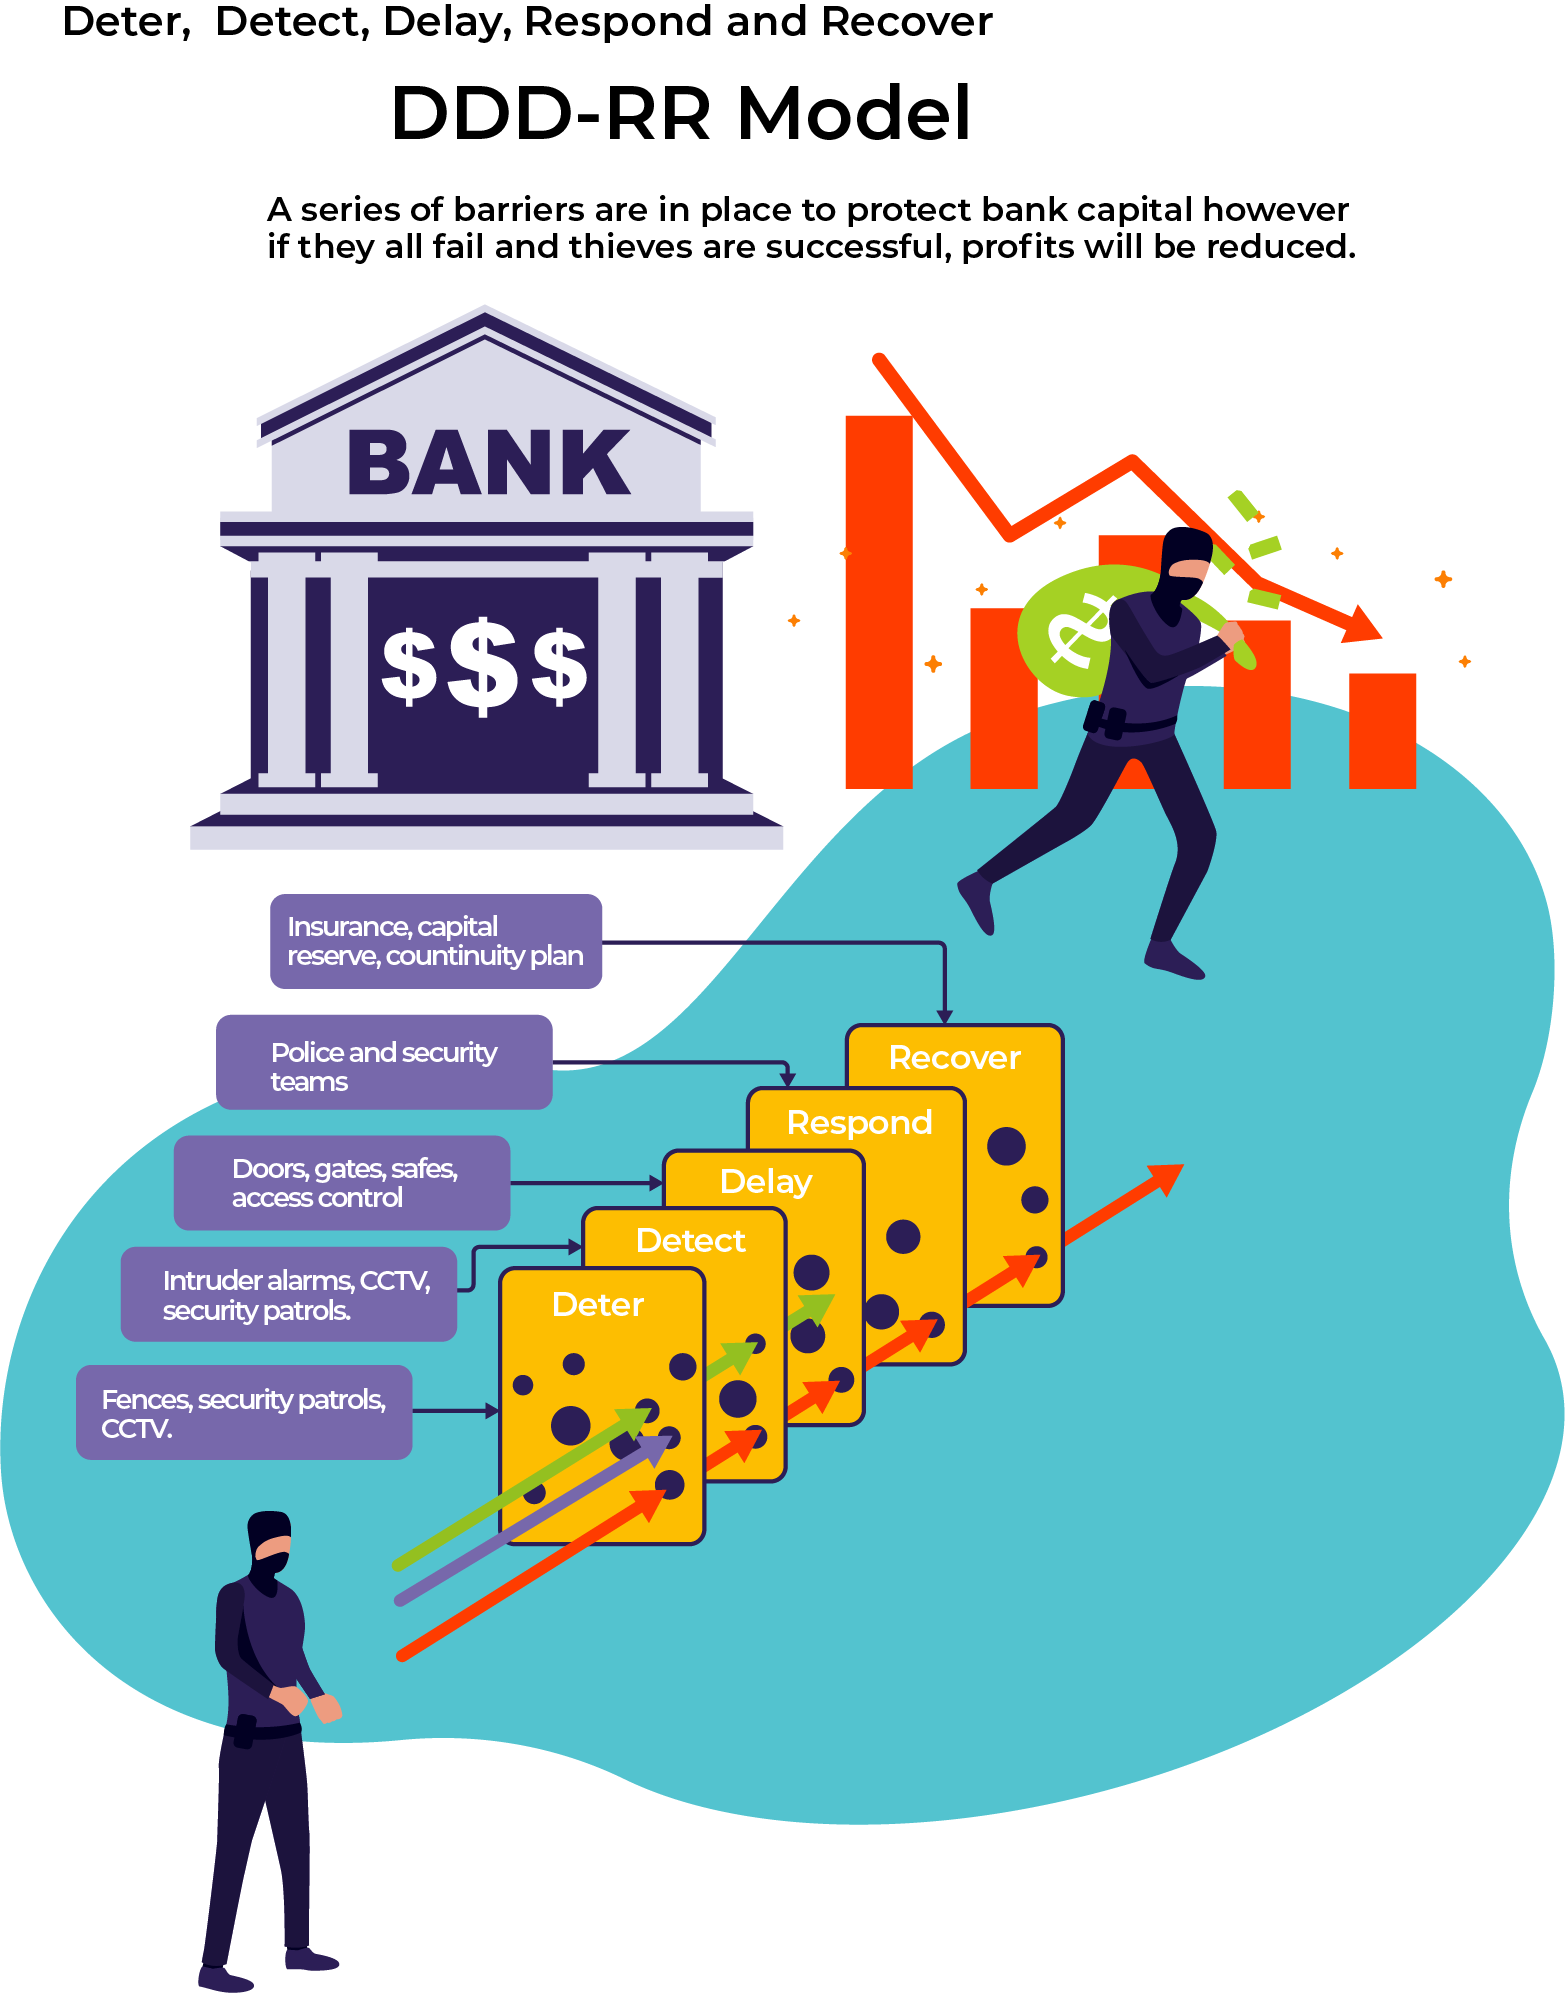 Deter,  Detect, Delay, Respond and Recover
DDD-RR Model
A series of barriers are in place to protect bank capital however
if they all fail and thieves are successful, profits will be reduced.
BANK
$$$
$
Insurance, capital
reserve, countinuity plan
Police and security
teams
Doors, gates, safes,
access control
Intruder alarms, CCTV,
security patrols.
Fences, security patrols,
CCTV.
Recover
Respond
Delay
Detect
Deter